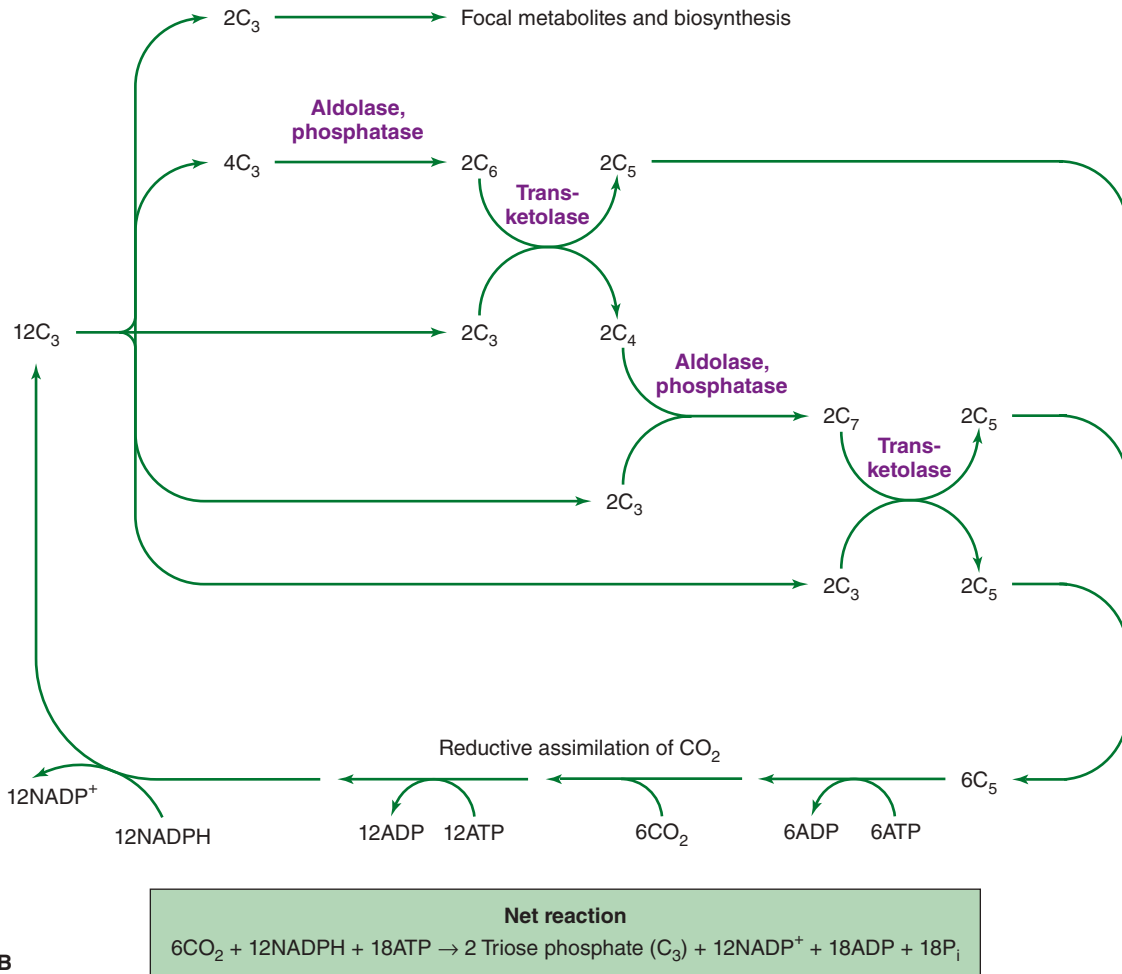 2C₃ Focal metabolites and biosynthesis
Aldolase,
phosphatase
4C₃ 2C₆ 2C₅
Trans-
ketolase
12C₃ 2C₃ 2C₄
Aldolase,
phosphatase
2C₇ 2C₅
Trans-
ketolase
2C₃
2C₃ 2C₅
Reductive assimilation of CO₂
6C₅
12NADP⁺
12NADPH 12ADP 12ATP 6CO₂ 6ADP 6ATP
Net reaction
6CO₂ + 12NADPH + 18ATP → 2 Triose phosphate (C₃) + 12NADP⁺ + 18ADP + 18Pᵢ
B